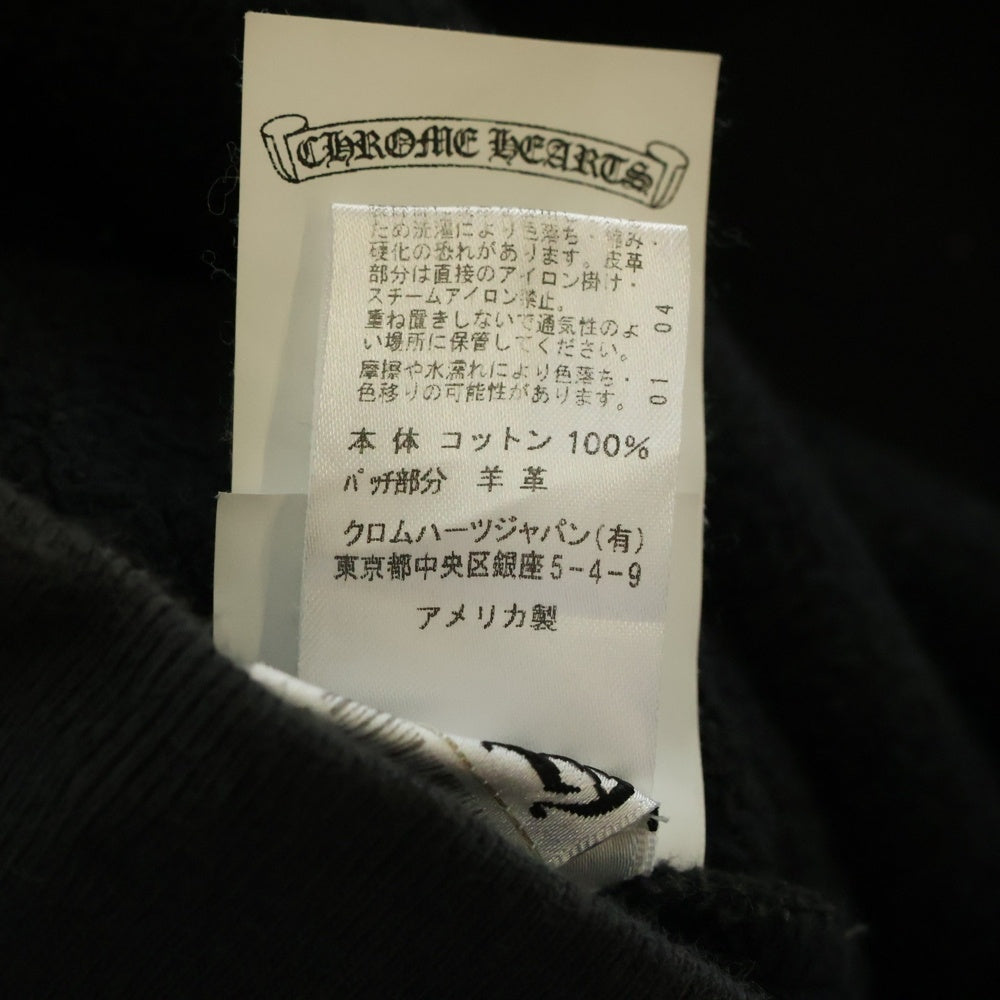 CHROME HEARTS
ため洗濯により色落ち・縮み・
硬化の恐れがあります。皮革
部分は直接のアイロン掛け・
スチームアイロン禁止。
重ね置きしないで通気性のよ
い場所に保管してください。
摩擦や水濡れにより色落ち・
色移りの可能性があります。
01 04
本体 コットン 100%
パッチ部分 羊革
クロムハーツジャパン(有)
東京都中央区銀座5-4-9
アメリカ製